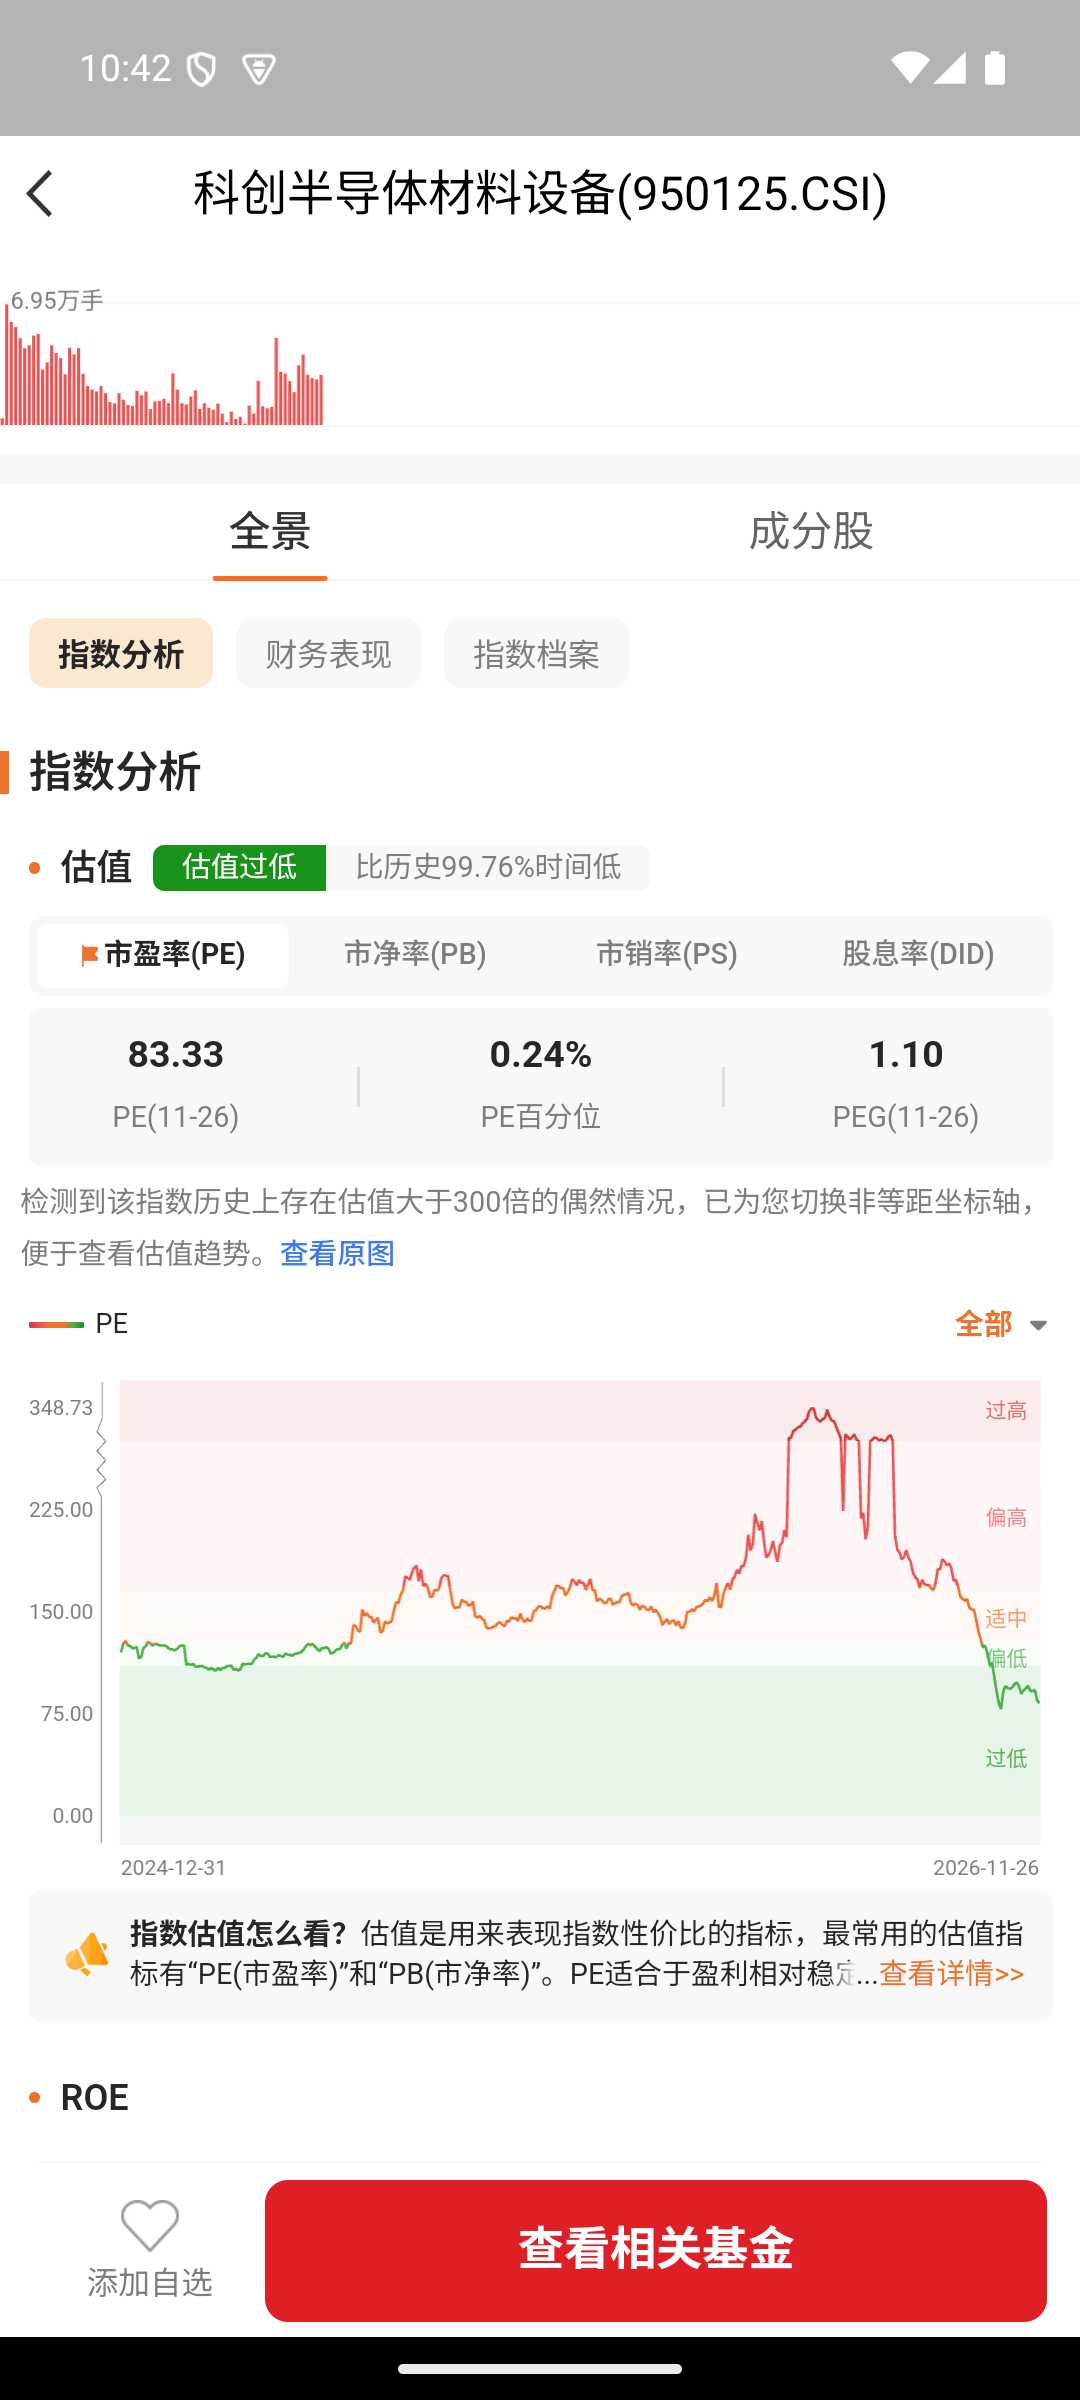 10:42
科创半导体材料设备(950125.CSI)
6.95万手
全景 成分股
指数分析 财务表现 指数档案
指数分析
估值 估值过低 比历史99.76%时间低
市盈率(PE) 市净率(PB) 市销率(PS) 股息率(DID)
83.33 0.24% 1.10
PE(11-26) PE百分位 PEG(11-26)
检测到该指数历史上存在估值大于300倍的偶然情况，已为您切换非等距坐标轴，
便于查看估值趋势。查看原图
PE 全部
348.73 过高
225.00 偏高
150.00 适中
偏低
75.00
过低
0.00
2024-12-31 2026-11-26
指数估值怎么看？估值是用来表现指数性价比的指标，最常用的估值指
标有“PE(市盈率)”和“PB(市净率)”。PE适合于盈利相对稳定...查看详情>>
ROE
添加自选 查看相关基金